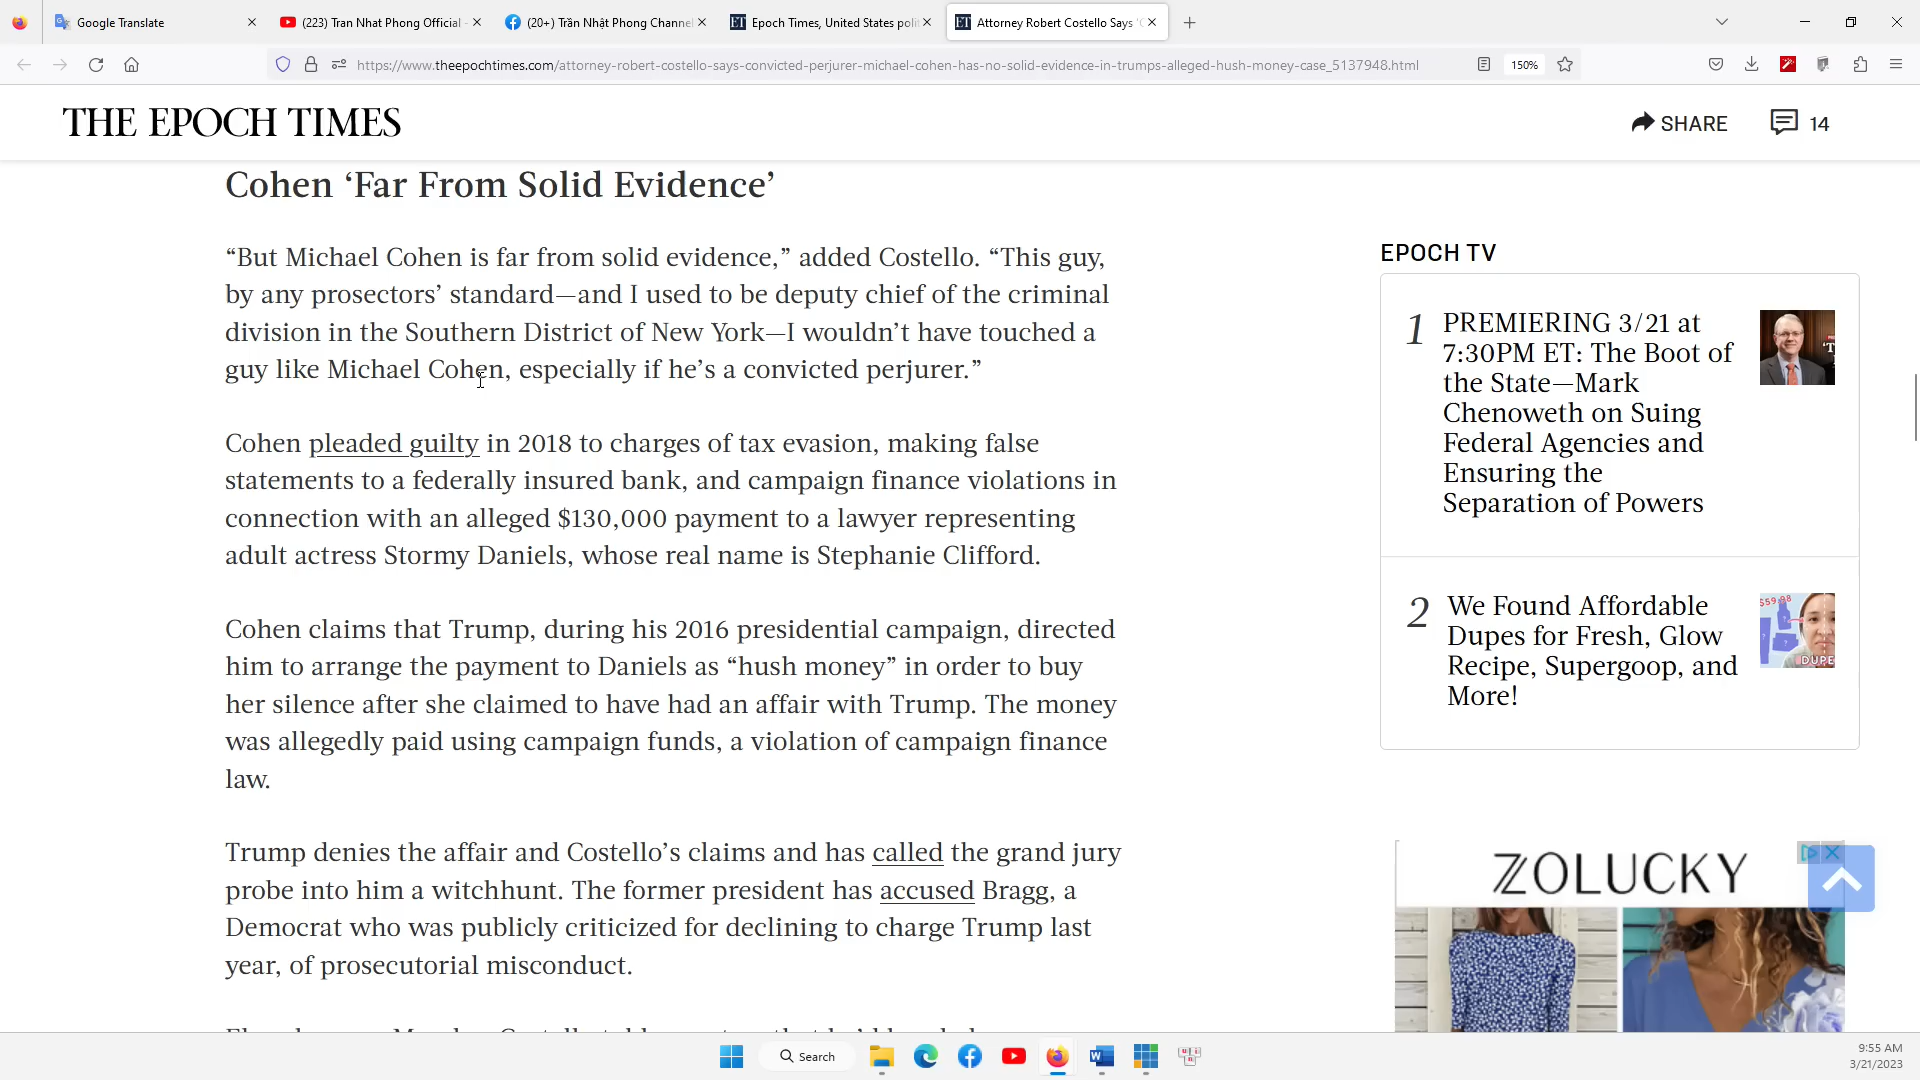 Google Translate
(223) Tran Nhat Phong Official -
(20+) Trần Nhật Phong Channel
Epoch Times, United States poli
Attorney Robert Costello Says 'C
https://www.theepochtimes.com/attorney-robert-costello-says-convicted-perjurer-michael-cohen-has-no-solid-evidence-in-trumps-alleged-hush-money-case_5137948.html
150%
THE EPOCH TIMES
SHARE
14
Cohen ‘Far From Solid Evidence’
“But Michael Cohen is far from solid evidence,” added Costello. “This guy,
by any prosectors’ standard—and I used to be deputy chief of the criminal
division in the Southern District of New York—I wouldn’t have touched a
guy like Michael Cohen, especially if he’s a convicted perjurer.”
Cohen pleaded guilty in 2018 to charges of tax evasion, making false
statements to a federally insured bank, and campaign finance violations in
connection with an alleged $130,000 payment to a lawyer representing
adult actress Stormy Daniels, whose real name is Stephanie Clifford.
Cohen claims that Trump, during his 2016 presidential campaign, directed
him to arrange the payment to Daniels as “hush money” in order to buy
her silence after she claimed to have had an affair with Trump. The money
was allegedly paid using campaign funds, a violation of campaign finance
law.
Trump denies the affair and Costello’s claims and has called the grand jury
probe into him a witchhunt. The former president has accused Bragg, a
Democrat who was publicly criticized for declining to charge Trump last
year, of prosecutorial misconduct.
EPOCH TV
1
PREMIERING 3/21 at
7:30PM ET: The Boot of
the State—Mark
Chenoweth on Suing
Federal Agencies and
Ensuring the
Separation of Powers
2
We Found Affordable
Dupes for Fresh, Glow
Recipe, Supergoop, and
More!
$59.98
DUPE
ZOLUCKY
Search
9:55 AM
3/21/2023